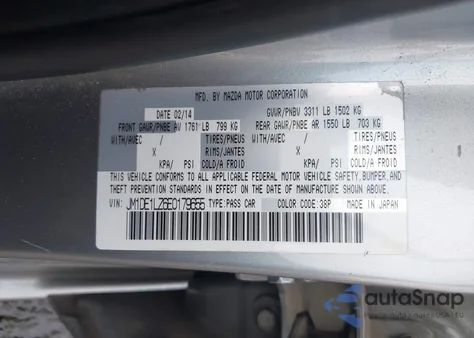 MFD. BY MAZDA MOTOR CORPORATION
DATE 02/14 GVWR/PNBV 3311 LB 1502 KG
FRONT GAWR/PNBE AV 1761 LB 799 KG REAR GAWR/PNBE AR 1550 LB 703 KG
WITH/AVEC / TIRES/PNEUS WITH/AVEC / TIRES/PNEUS
X RIMS/JANTES X RIMS/JANTES
KPA/ PSI COLD/A FROID KPA/ PSI COLD/A FROID
THIS VEHICLE CONFORMS TO ALL APPLICABLE FEDERAL MOTOR VEHICLE SAFETY, BUMPER, AND
THEFT PREVENTION STANDARDS IN EFFECT ON THE DATE OF MANUFACTURE SHOWN ABOVE.
VIN: JM1DE1LZ6E0179655 TYPE: PASS CAR COLOR CODE: 38P MADE IN JAPAN
autoSnap